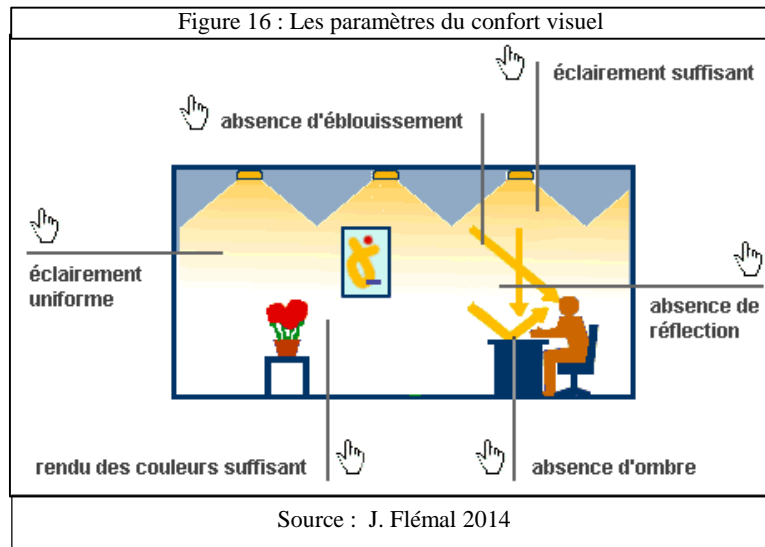 Figure 16 : Les paramètres du confort visuel
éclairement suffisant
absence d'éblouissement
éclairement
uniforme
absence de
réflection
rendu des couleurs suffisant
absence d'ombre
Source : J. Flémal 2014